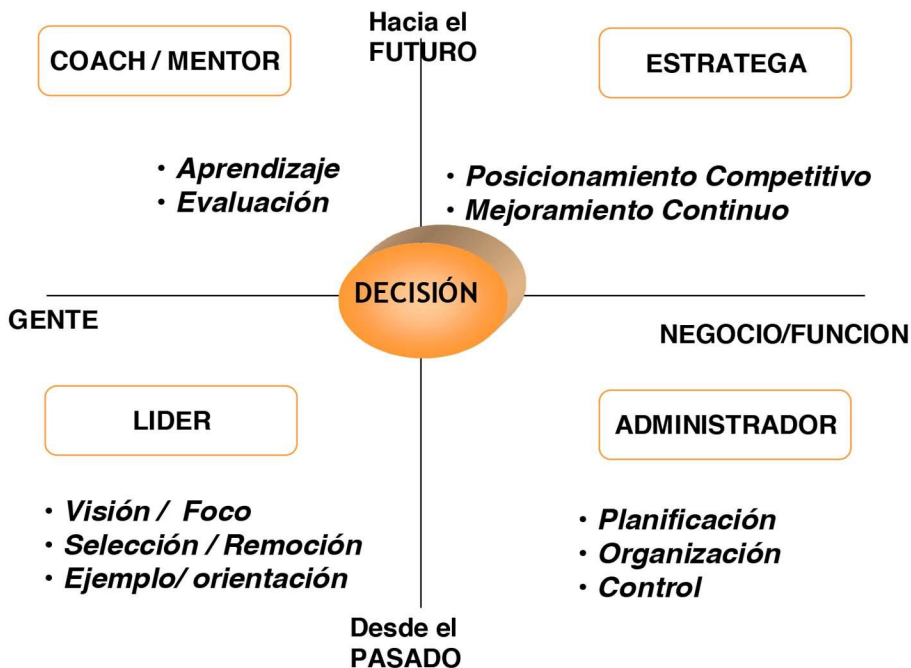 Hacia el
FUTURO
COACH / MENTOR
ESTRATEGA
• Aprendizaje
• Evaluación
• Posicionamiento Competitivo
• Mejoramiento Continuo
DECISIÓN
GENTE
NEGOCIO/FUNCION
LIDER
ADMINISTRADOR
• Visión / Foco
• Selección / Remoción
• Ejemplo/ orientación
• Planificación
• Organización
• Control
Desde el
PASADO